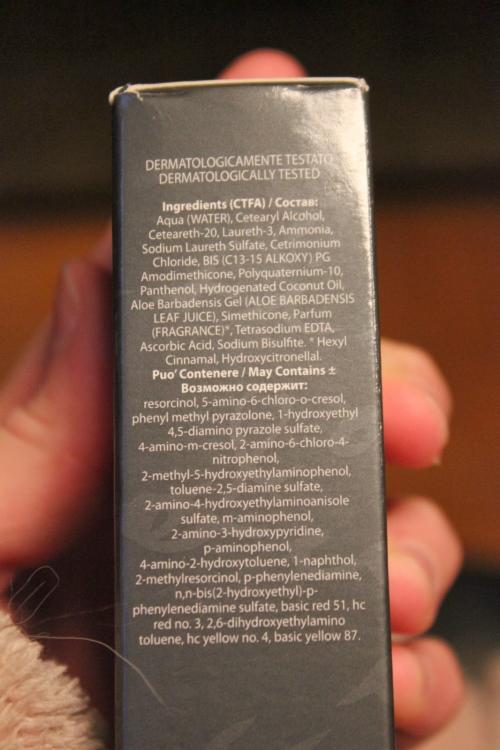 DERMATOLOGICAMENTE TESTATO
DERMATOLOGICALLY TESTED
Ingredients (CTFA) / Состав:
Aqua (WATER), Cetearyl Alcohol,
Ceteareth-20, Laureth-3, Ammonia,
Sodium Laureth Sulfate, Cetrimonium
Chloride, BIS (C13-15 ALKOXY) PG
Amodimethicone, Polyquaternium-10,
Panthenol, Hydrogenated Coconut Oil,
Aloe Barbadensis Gel (ALOE BARBADENSIS
LEAF JUICE), Simethicone, Parfum
(FRAGRANCE)*, Tetrasodium EDTA,
Ascorbic Acid, Sodium Bisulfite. * Hexyl
Cinnamal, Hydroxycitronellal.
Puo' Contenere / May Contains ±
Возможно содержит:
resorcinol, 5-amino-6-chloro-o-cresol,
phenyl methyl pyrazolone, 1-hydroxyethyl
4,5-diamino pyrazole sulfate,
4-amino-m-cresol, 2-amino-6-chloro-4-
nitrophenol,
2-methyl-5-hydroxyethylaminophenol,
toluene-2,5-diamine sulfate,
2-amino-4-hydroxyethylaminoanisole
sulfate, m-aminophenol,
2-amino-3-hydroxypyridine,
p-aminophenol,
4-amino-2-hydroxytoluene, 1-naphthol,
2-methylresorcinol, p-phenylenediamine,
n,n-bis(2-hydroxyethyl)-p-
phenylenediamine sulfate, basic red 51, hc
red no. 3, 2,6-dihydroxyethylamino
toluene, hc yellow no. 4, basic yellow 87.